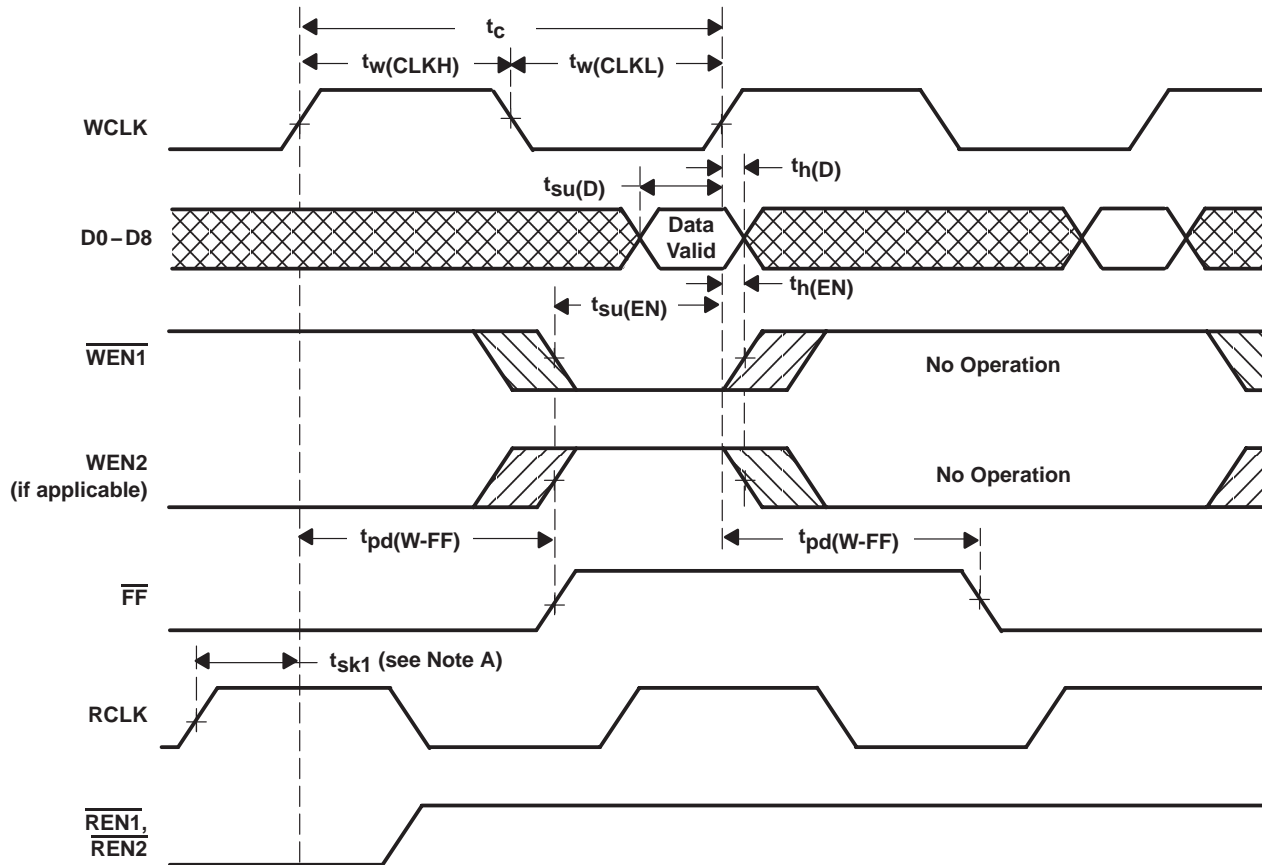 tc
tw(CLKH)
tw(CLKL)
WCLK
tsu(D)
th(D)
D0–D8
Data
Valid
tsu(EN)
th(EN)
WEN1
No Operation
WEN2
(if applicable)
No Operation
tpd(W-FF)
tpd(W-FF)
FF
tsk1 (see Note A)
RCLK
REN1,
REN2